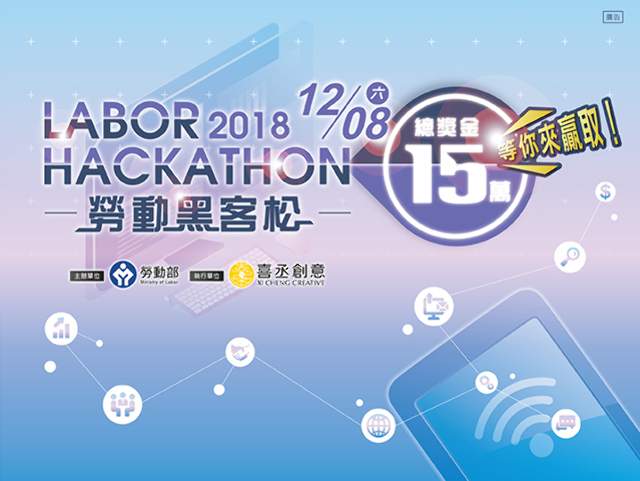 廣告
LABOR 2018 12/08 六
HACKATHON
勞動黑客松
總獎金
15萬
等你來贏取！
主辦單位 勞動部 Ministry of Labor 執行單位 喜丞創意 XI CHENG CREATIVE